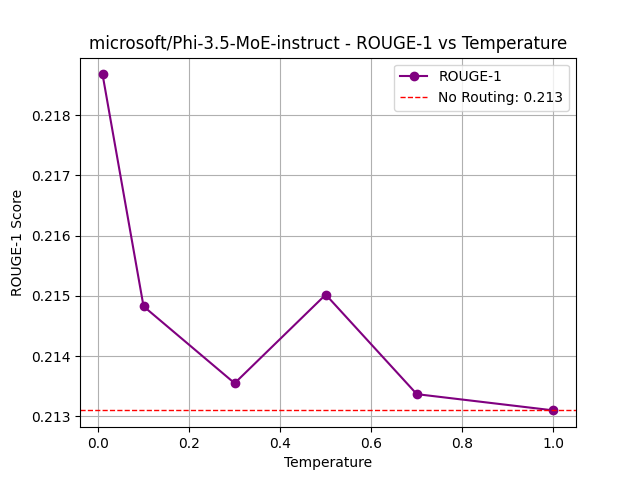 microsoft/Phi-3.5-MoE-instruct - ROUGE-1 vs Temperature
ROUGE-1
No Routing: 0.213
ROUGE-1 Score
0.218
0.217
0.216
0.215
0.214
0.213
0.0 0.2 0.4 0.6 0.8 1.0
Temperature